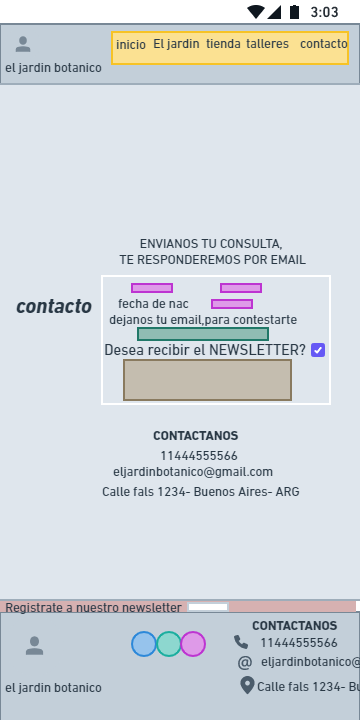 3:03
inicio El jardin tienda talleres contacto
el jardin botanico
ENVIANOS TU CONSULTA,
TE RESPONDEREMOS POR EMAIL
contacto
fecha de nac
dejanos tu email,para contestarte
Desea recibir el NEWSLETTER?
CONTACTANOS
11444555566
eljardinbotanico@gmail.com
Calle fals 1234- Buenos Aires- ARG
Registrate a nuestro newsletter
CONTACTANOS
11444555566
@ eljardinbotanico@
Calle fals 1234- Bu
el jardin botanico